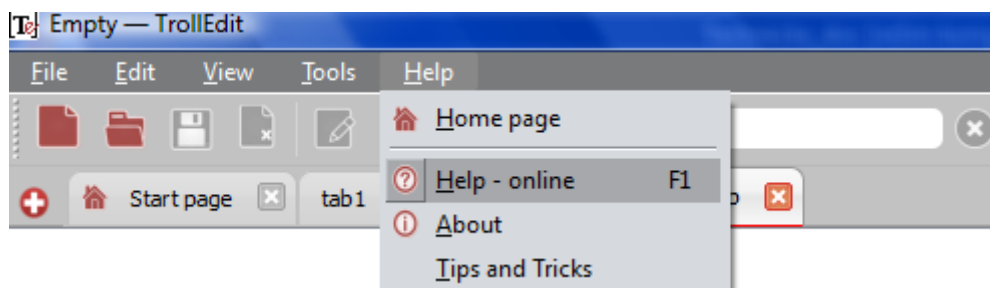 Te Empty — TrollEdit
File Edit View Tools Help
Home page
Help - online F1
Start page tab1
About
Tips and Tricks